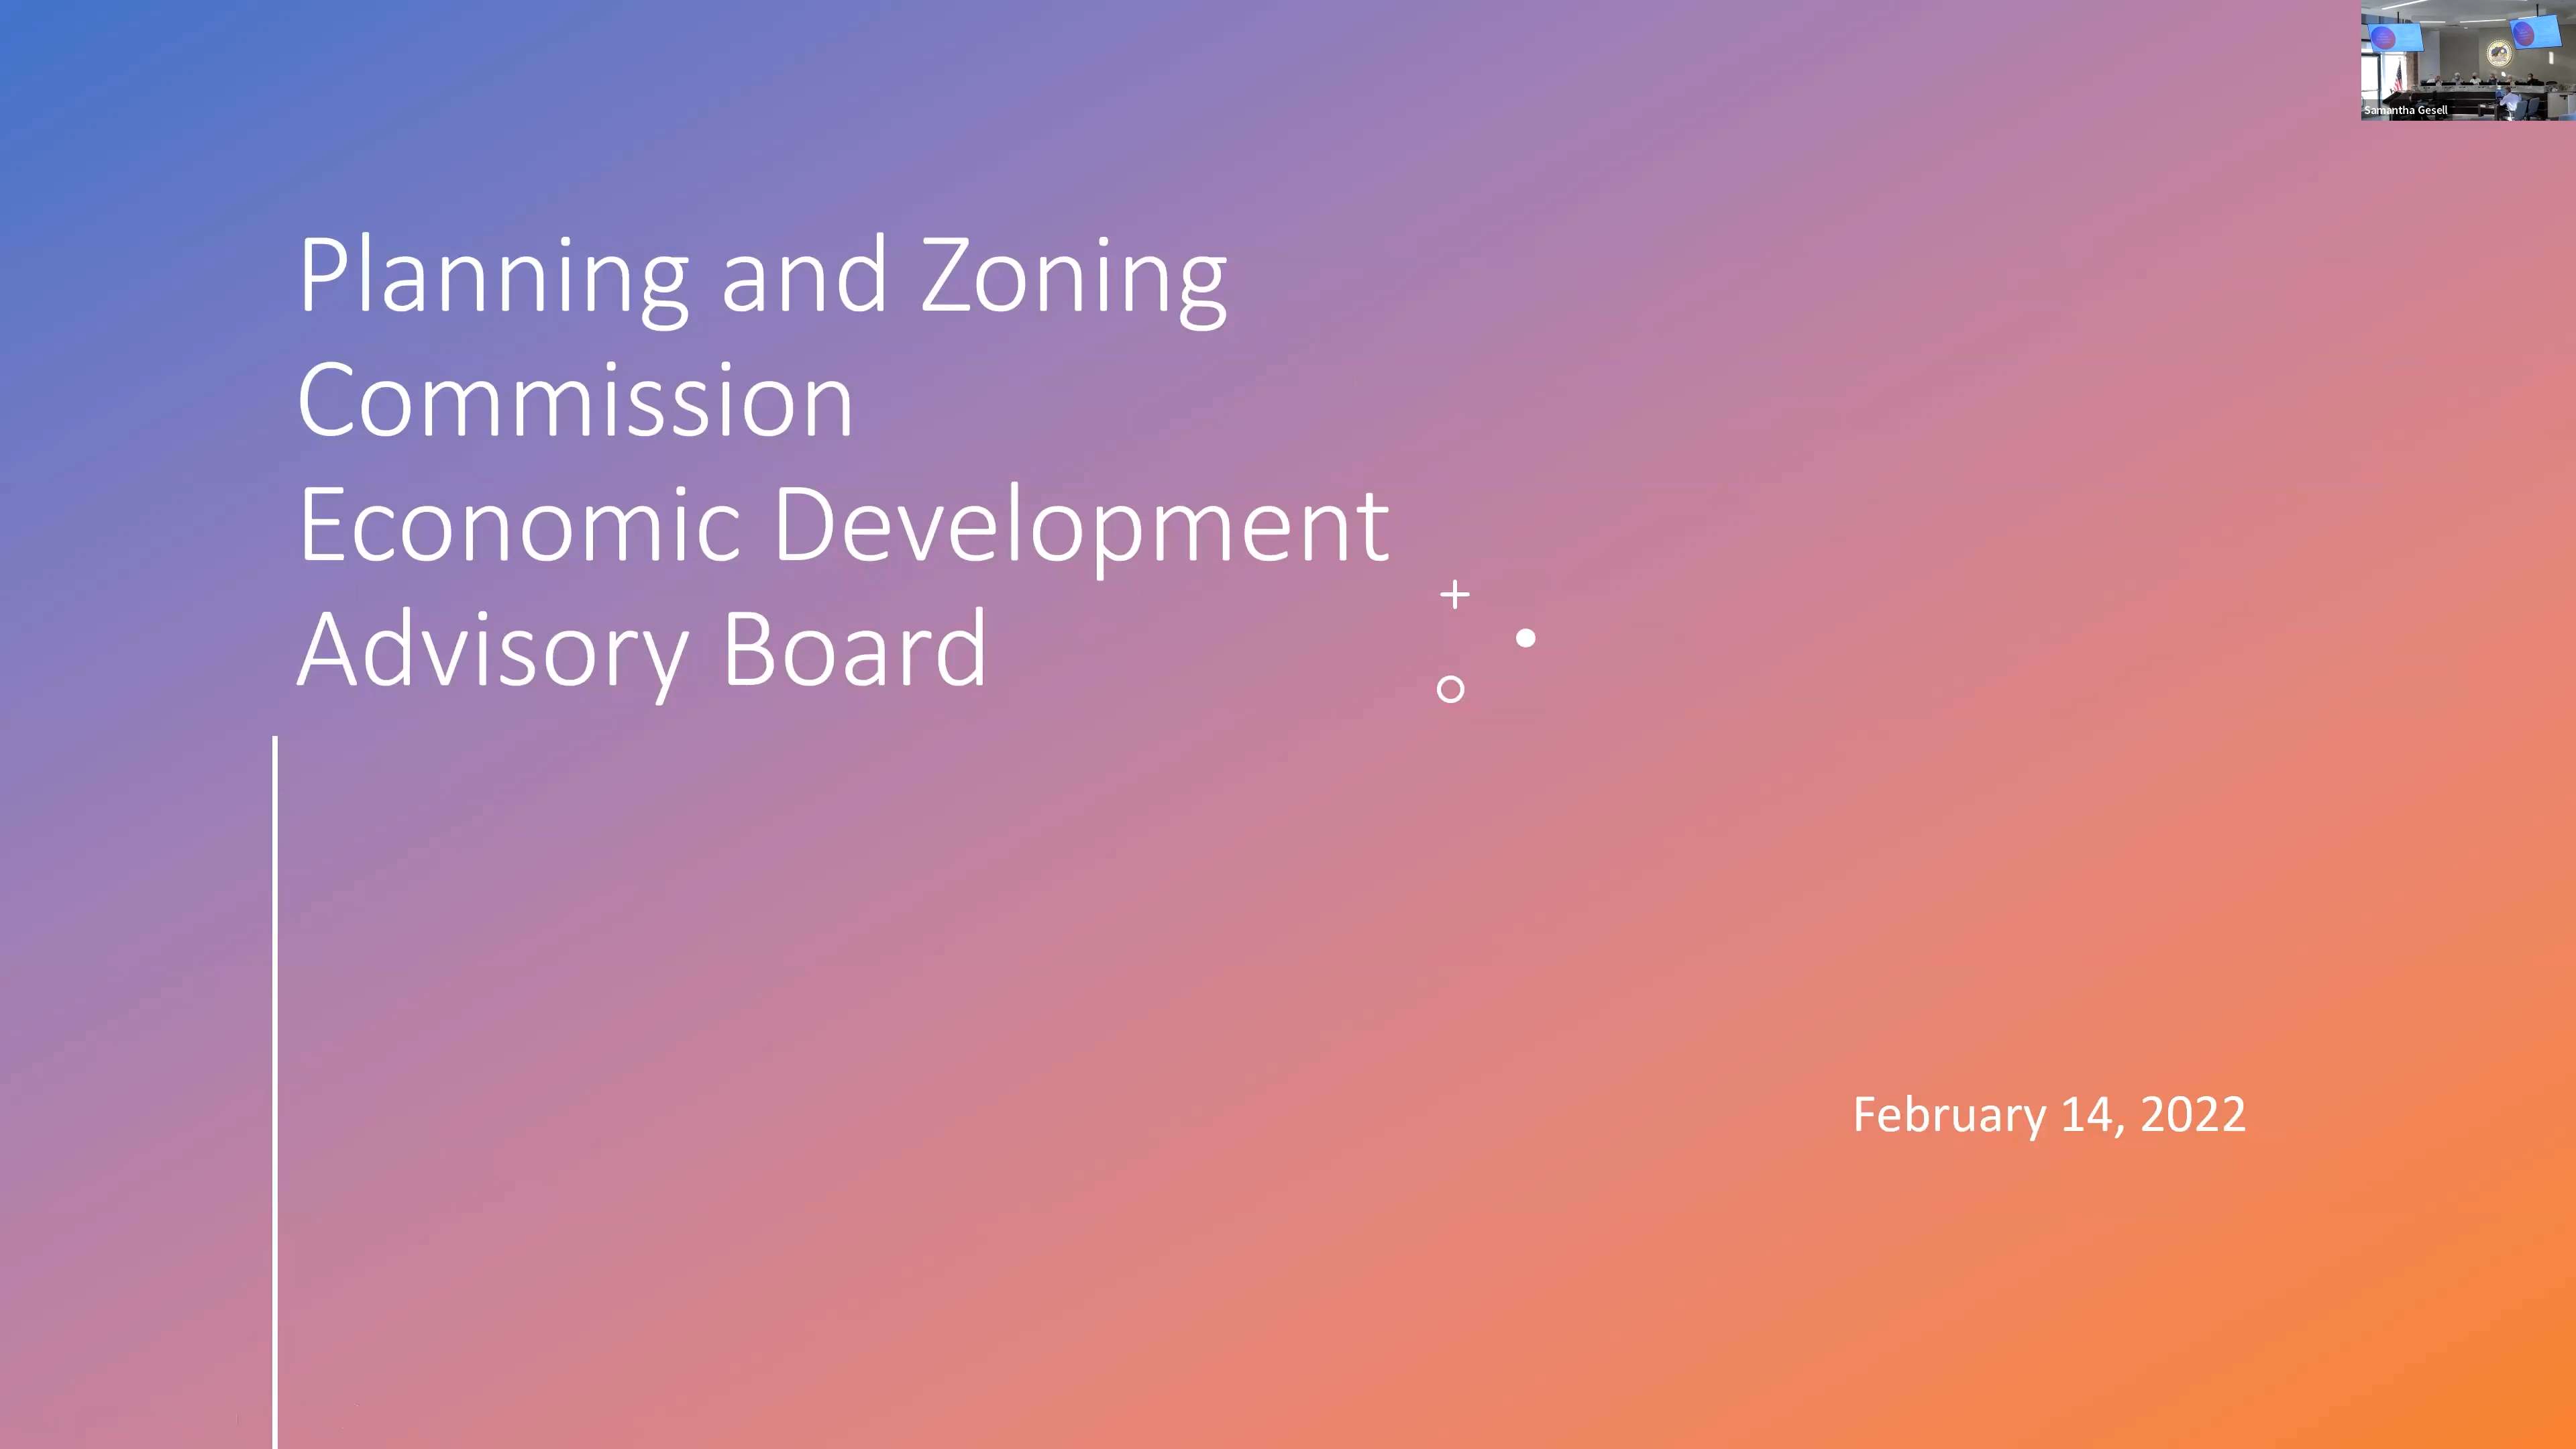 Samantha Gesell
Planning and Zoning
Commission
Economic Development
Advisory Board
February 14, 2022